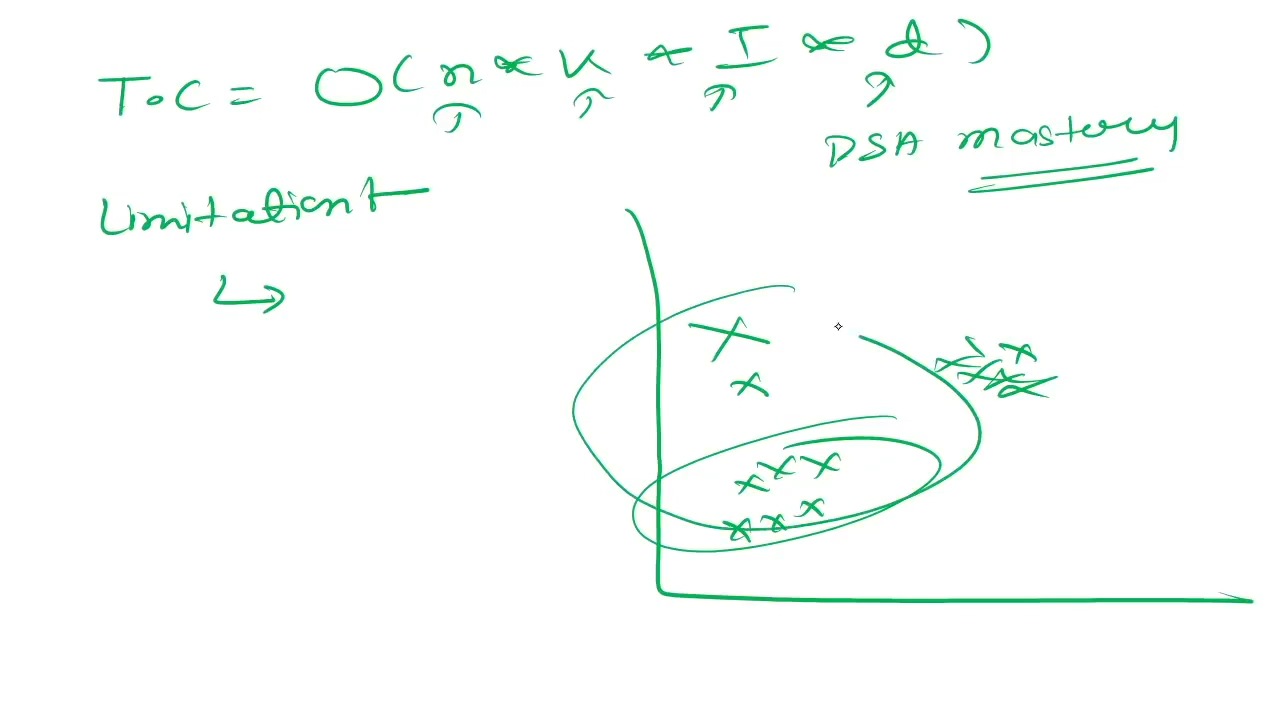 T.C = O(n * K * I * d)
DSA mastery
Limitation